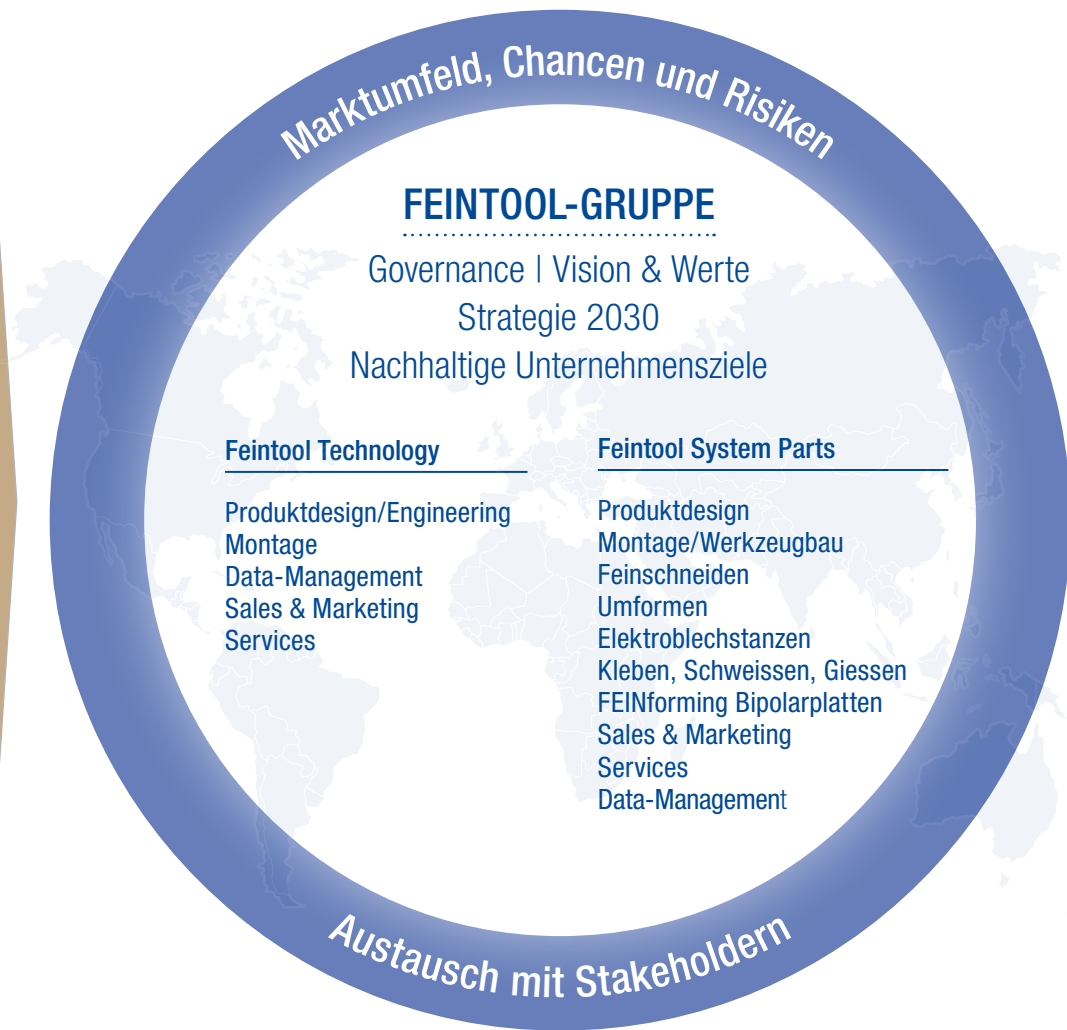 Marktumfeld, Chancen und Risiken
FEINTOOL-GRUPPE
Governance | Vision & Werte
Strategie 2030
Nachhaltige Unternehmensziele
Feintool Technology
Produktdesign/Engineering
Montage
Data-Management
Sales & Marketing
Services
Feintool System Parts
Produktdesign
Montage/Werkzeugbau
Feinschneiden
Umformen
Elektroblechstanzen
Kleben, Schweissen, Giessen
FEINforming Bipolarplatten
Sales & Marketing
Services
Data-Management
Austausch mit Stakeholdern